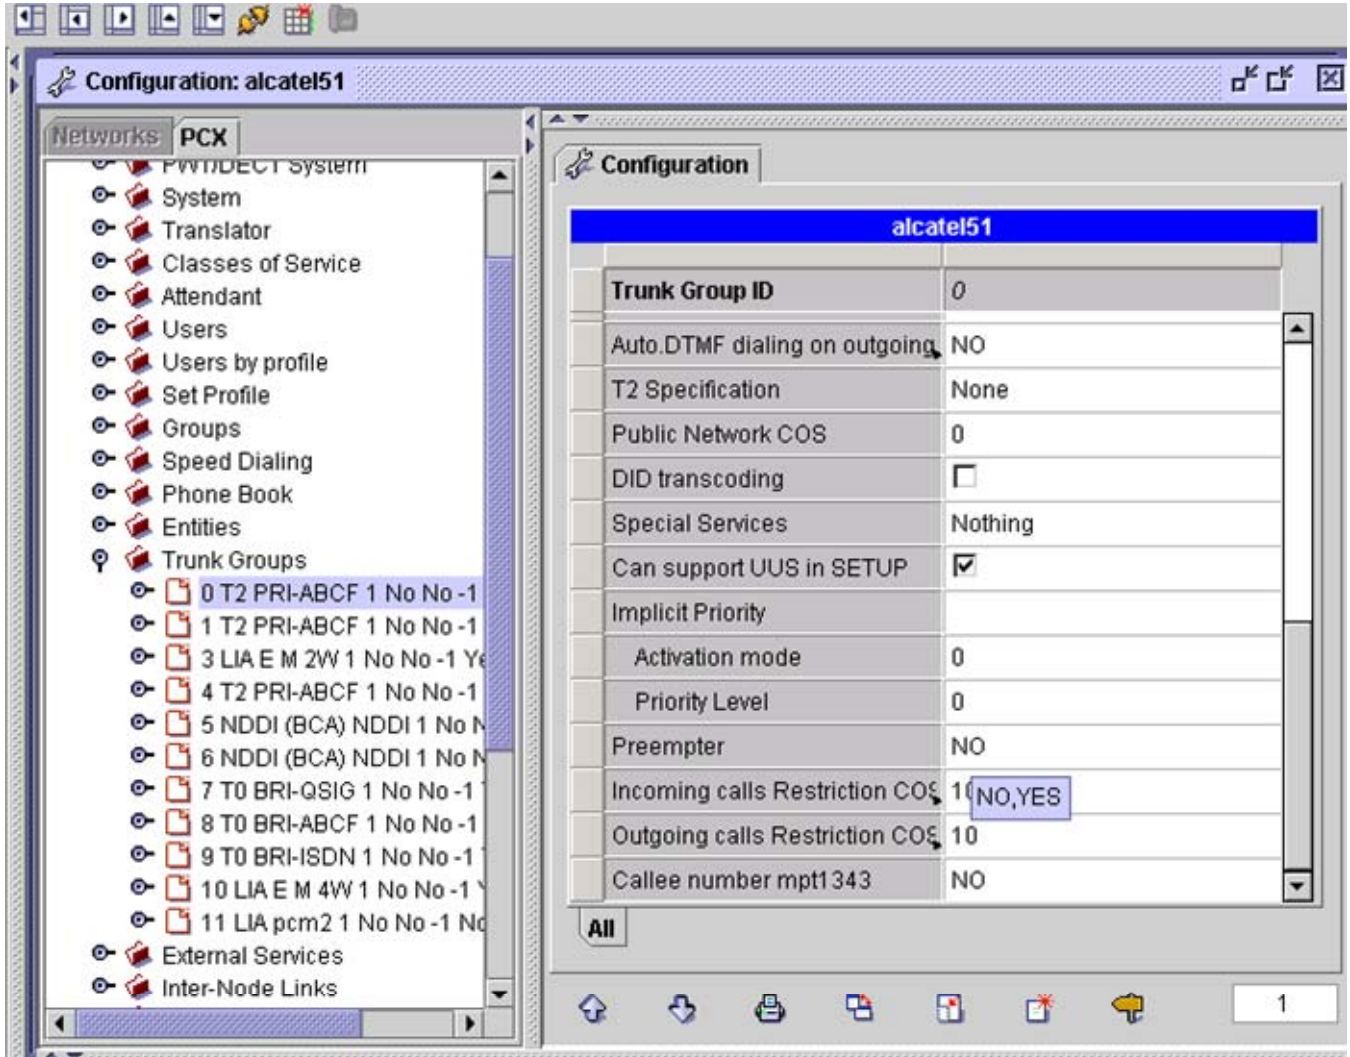 Configuration: alcatel51
Networks PCX
PWT/DECT System
System
Translator
Classes of Service
Attendant
Users
Users by profile
Set Profile
Groups
Speed Dialing
Phone Book
Entities
Trunk Groups
0 T2 PRI-ABCF 1 No No -1
1 T2 PRI-ABCF 1 No No -1
3 LIA E M 2W 1 No No -1 Ye
4 T2 PRI-ABCF 1 No No -1
5 NDDI (BCA) NDDI 1 No N
6 NDDI (BCA) NDDI 1 No N
7 T0 BRI-QSIG 1 No No -1
8 T0 BRI-ABCF 1 No No -1
9 T0 BRI-ISDN 1 No No -1
10 LIA E M 4W 1 No No -1
11 LIA pcm2 1 No No -1 No
External Services
Inter-Node Links
Configuration
alcatel51
Trunk Group ID 0
Auto.DTMF dialing on outgoing NO
T2 Specification None
Public Network COS 0
DID transcoding
Special Services Nothing
Can support UUS in SETUP
Implicit Priority
Activation mode 0
Priority Level 0
Preempter NO
Incoming calls Restriction COS 10
NO,YES
Outgoing calls Restriction COS 10
Callee number mpt1343 NO
All
1